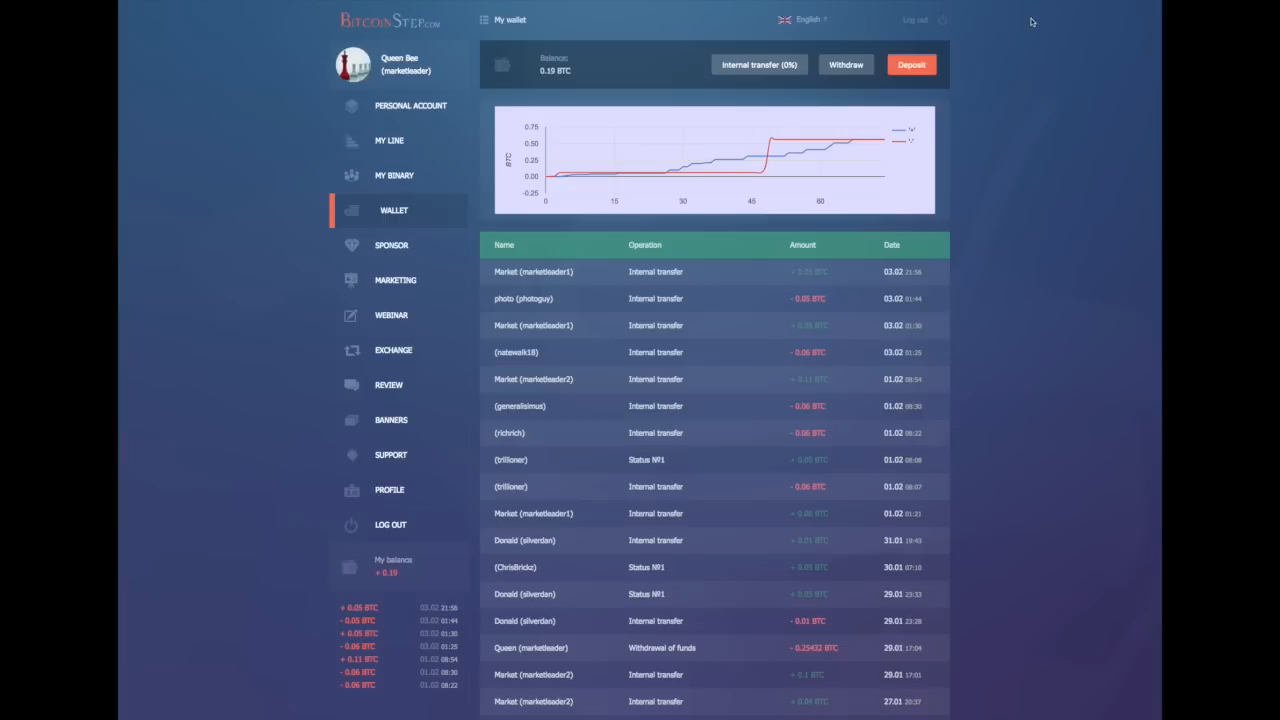 BITCOINSTEP.COM
My wallet
English
Log out
Queen Bee
(marketleader)
Balance:
0.19 BTC
Internal transfer (0%)
Withdraw
Deposit
PERSONAL ACCOUNT
MY LINE
MY BINARY
WALLET
SPONSOR
MARKETING
WEBINAR
EXCHANGE
REVIEW
BANNERS
SUPPORT
PROFILE
LOG OUT
My balance
+ 0.19
+ 0.05 BTC 03.02 21:56
- 0.05 BTC 03.02 01:44
+ 0.05 BTC 03.02 01:30
- 0.06 BTC 03.02 01:25
+ 0.11 BTC 01.02 08:54
- 0.06 BTC 01.02 08:30
- 0.06 BTC 01.02 08:22
BTC
0.75
0.50
0.25
0.00
-0.25
0 15 30 45 60
Name Operation Amount Date
Market (marketleader1) Internal transfer + 0.05 BTC 03.02 21:56
photo (photoguy) Internal transfer - 0.05 BTC 03.02 01:44
Market (marketleader1) Internal transfer + 0.05 BTC 03.02 01:30
(natewalk18) Internal transfer - 0.06 BTC 03.02 01:25
Market (marketleader2) Internal transfer + 0.11 BTC 01.02 08:54
(generalisimus) Internal transfer - 0.06 BTC 01.02 08:30
(richrich) Internal transfer - 0.06 BTC 01.02 08:22
(trillioner) Status №1 + 0.05 BTC 01.02 08:08
(trillioner) Internal transfer - 0.06 BTC 01.02 08:07
Market (marketleader1) Internal transfer BTC 01.02 01:21
Donald (silverdan) Internal transfer + 0.01 BTC 31.01 19:43
(ChrisBrickz) Status №1 + 0.05 BTC 30.01 07:10
Donald (silverdan) Status №1 + 0.05 BTC 29.01 23:33
Donald (silverdan) Internal transfer - 0.01 BTC 29.01 23:28
Queen (marketleader) Withdrawal of funds - 0.25432 BTC 29.01 17:04
Market (marketleader2) Internal transfer + 0.1 BTC 29.01 17:01
Market (marketleader2) Internal transfer + 0.04 BTC 27.01 20:37